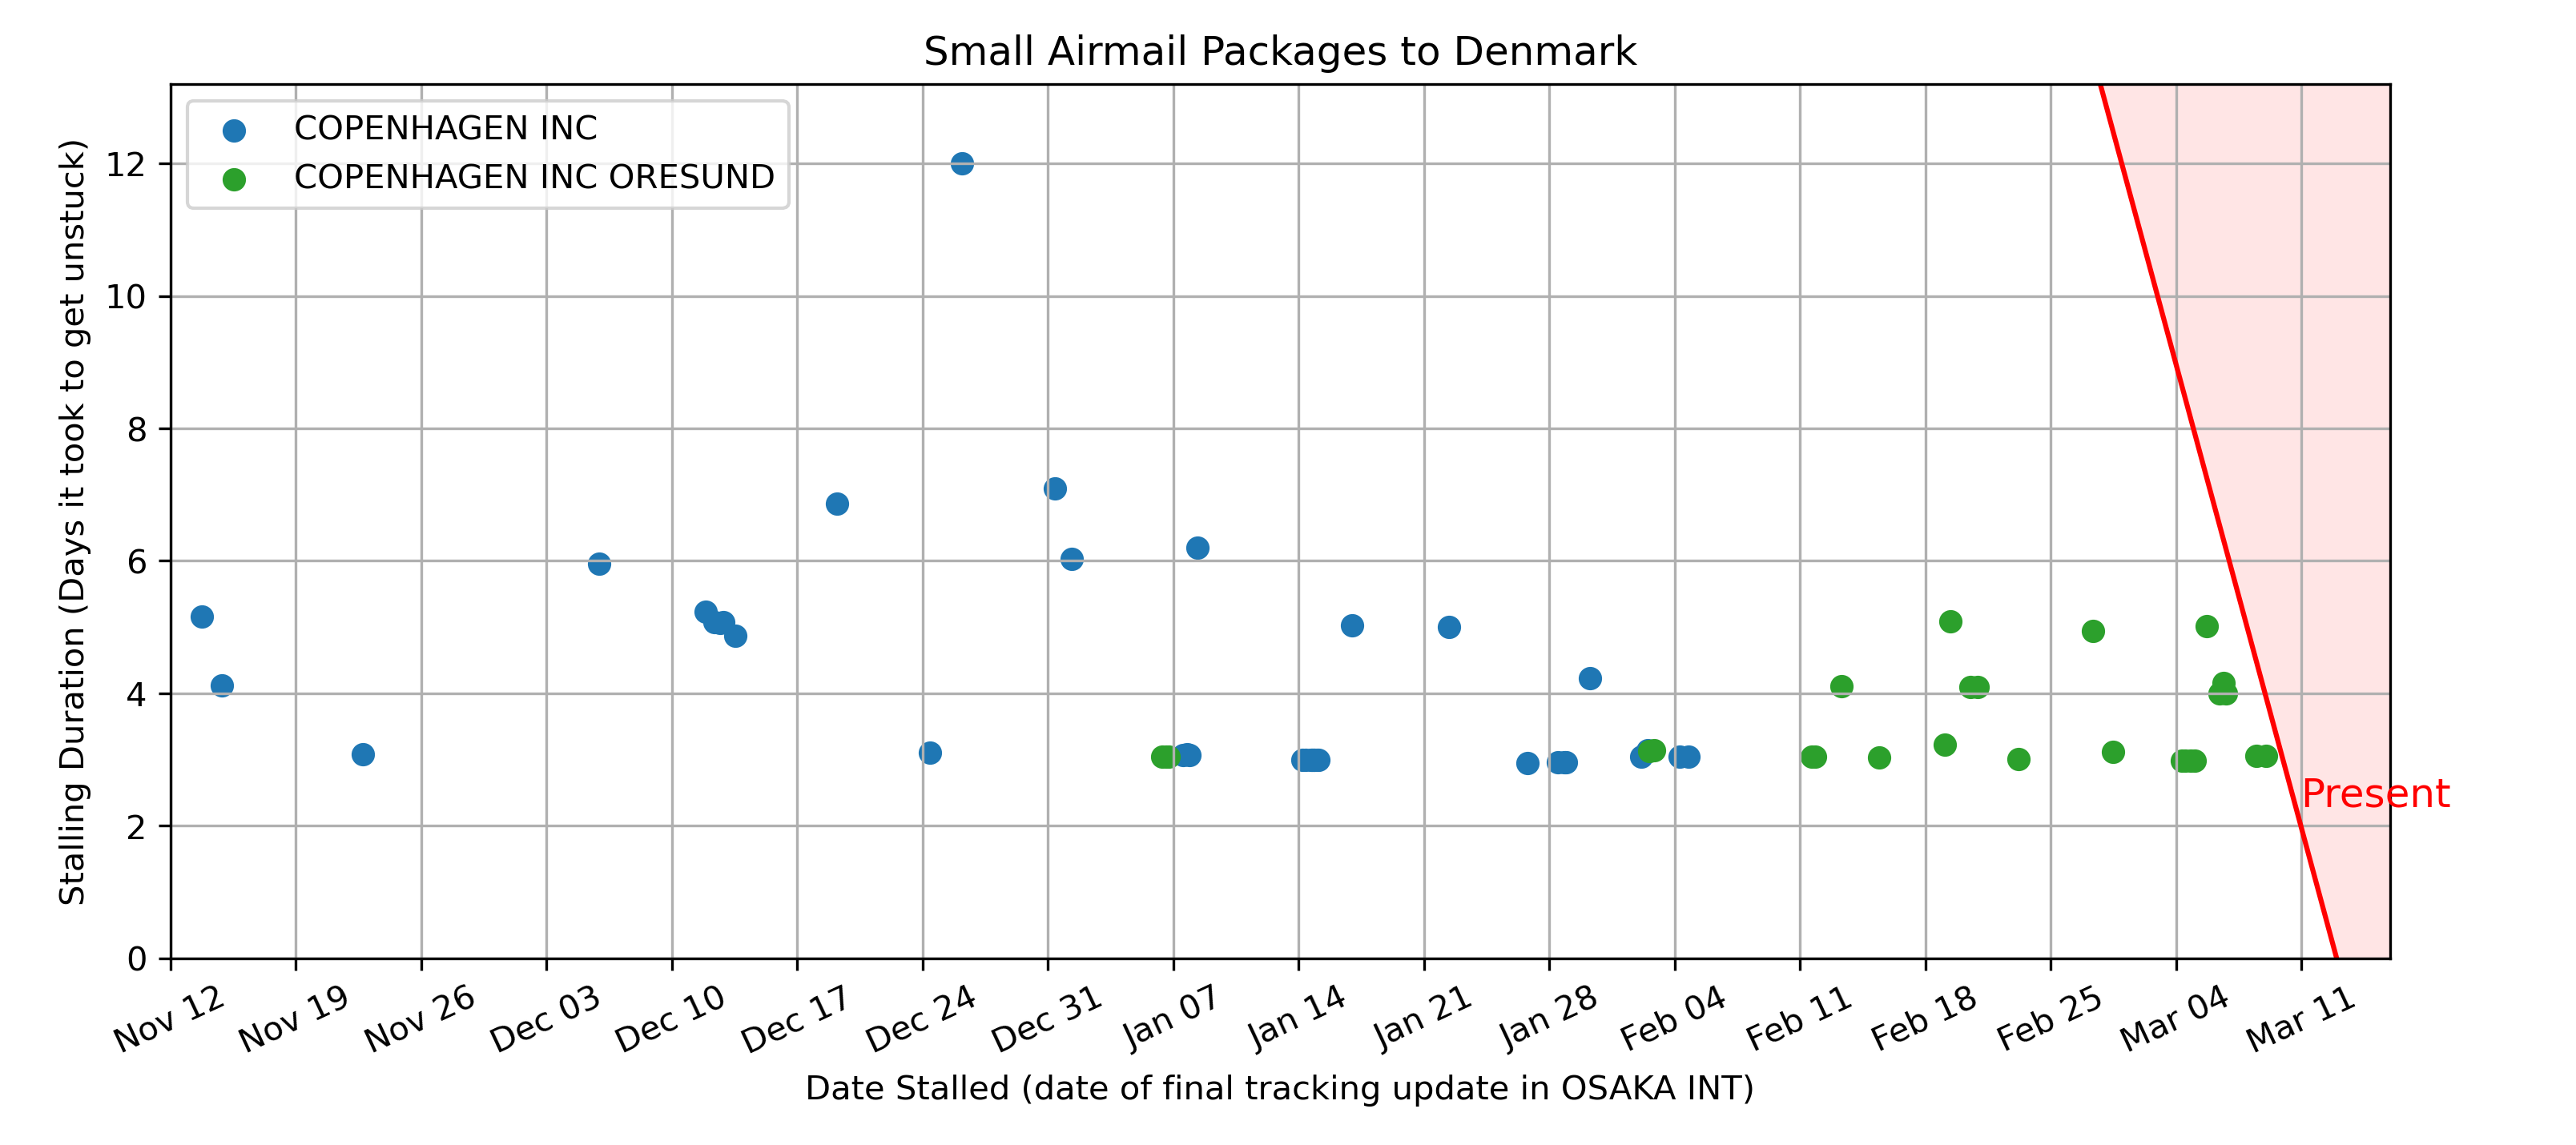 Small Airmail Packages to Denmark
COPENHAGEN INC
COPENHAGEN INC ORESUND
Stalling Duration (Days it took to get unstuck)
12
10
8
6
4
2
0
Present
Nov 12
Nov 19
Nov 26
Dec 03
Dec 10
Dec 17
Dec 24
Dec 31
Jan 07
Jan 14
Jan 21
Jan 28
Feb 04
Feb 11
Feb 18
Feb 25
Mar 04
Mar 11
Date Stalled (date of final tracking update in OSAKA INT)